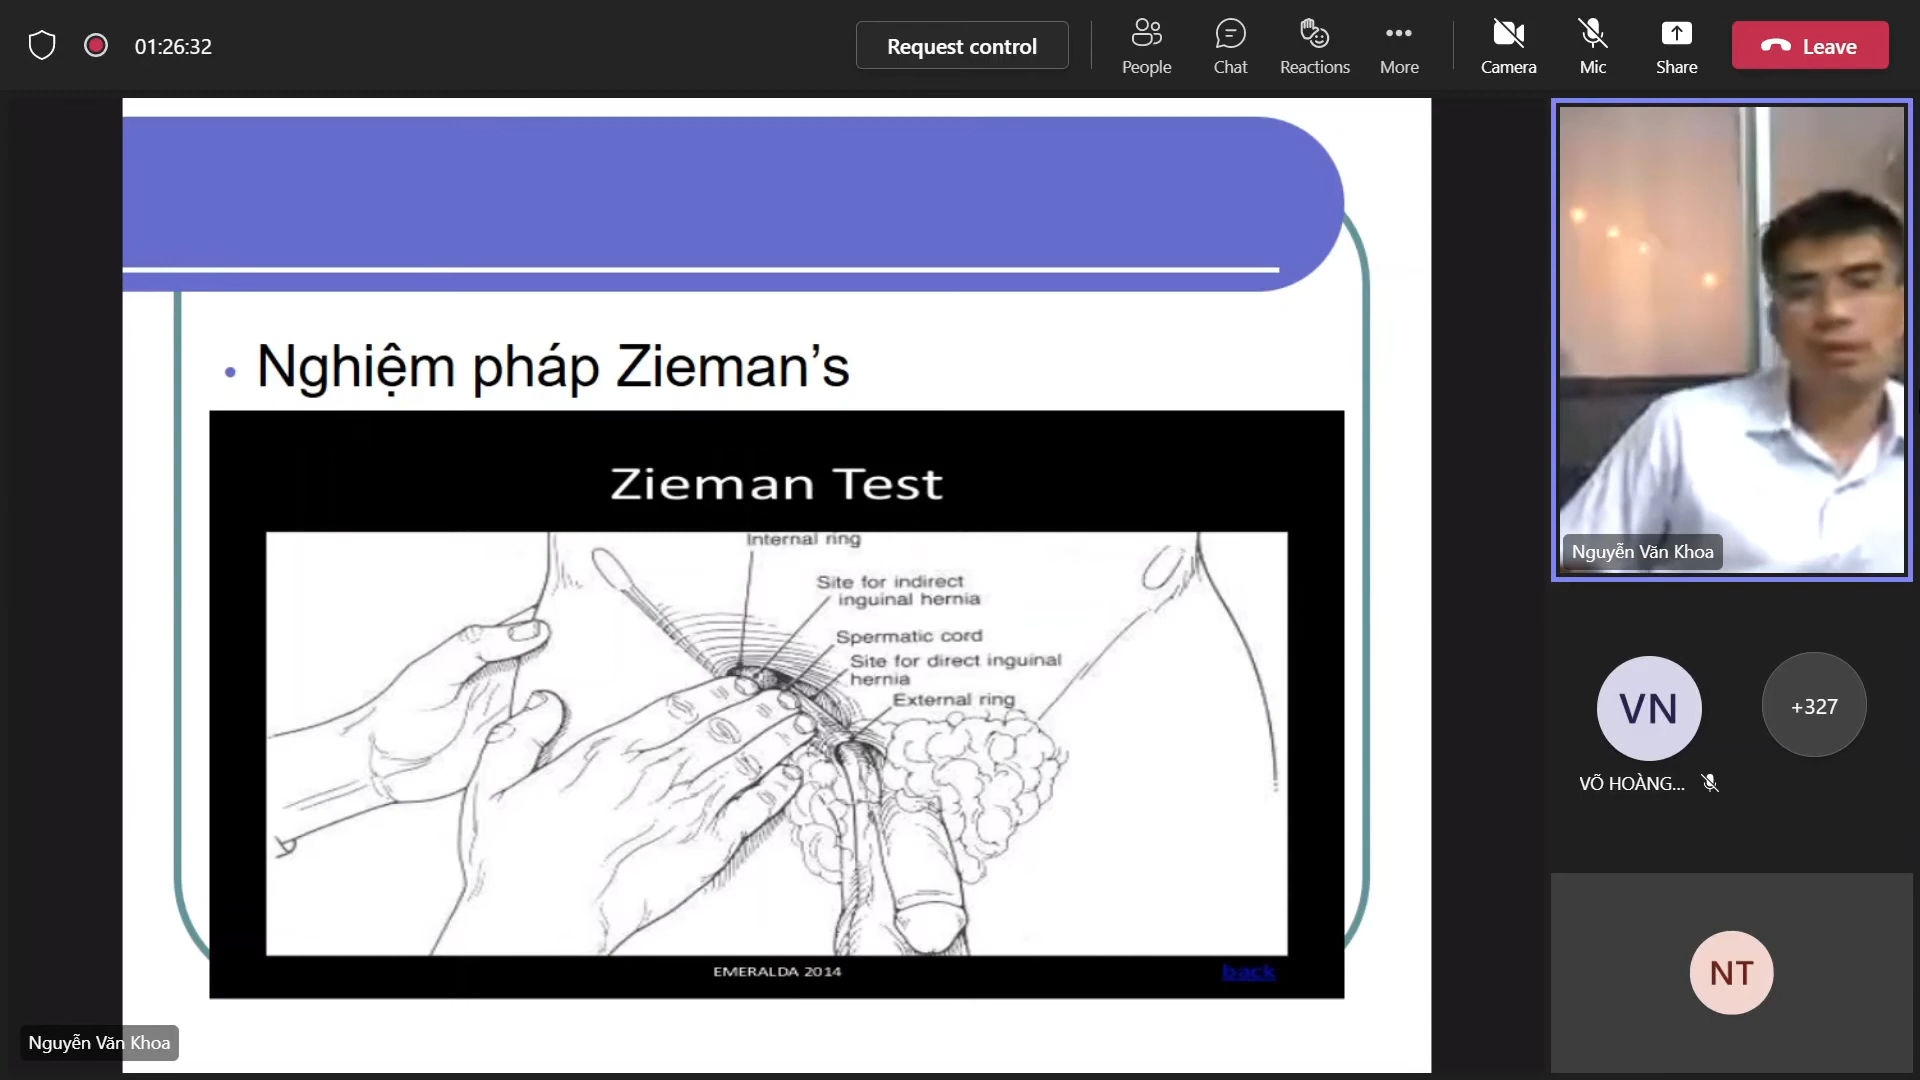 01:26:32
Request control
People
Chat
Reactions
More
Camera
Mic
Share
Leave
Nghiệm pháp Zieman’s
Zieman Test
Internal ring
Site for indirect
inguinal hernia
Spermatic cord
Site for direct inguinal
hernia
External ring
EMERALDA 2014
back
Nguyễn Văn Khoa
Nguyễn Văn Khoa
VN
+327
VÕ HOÀNG...
NT